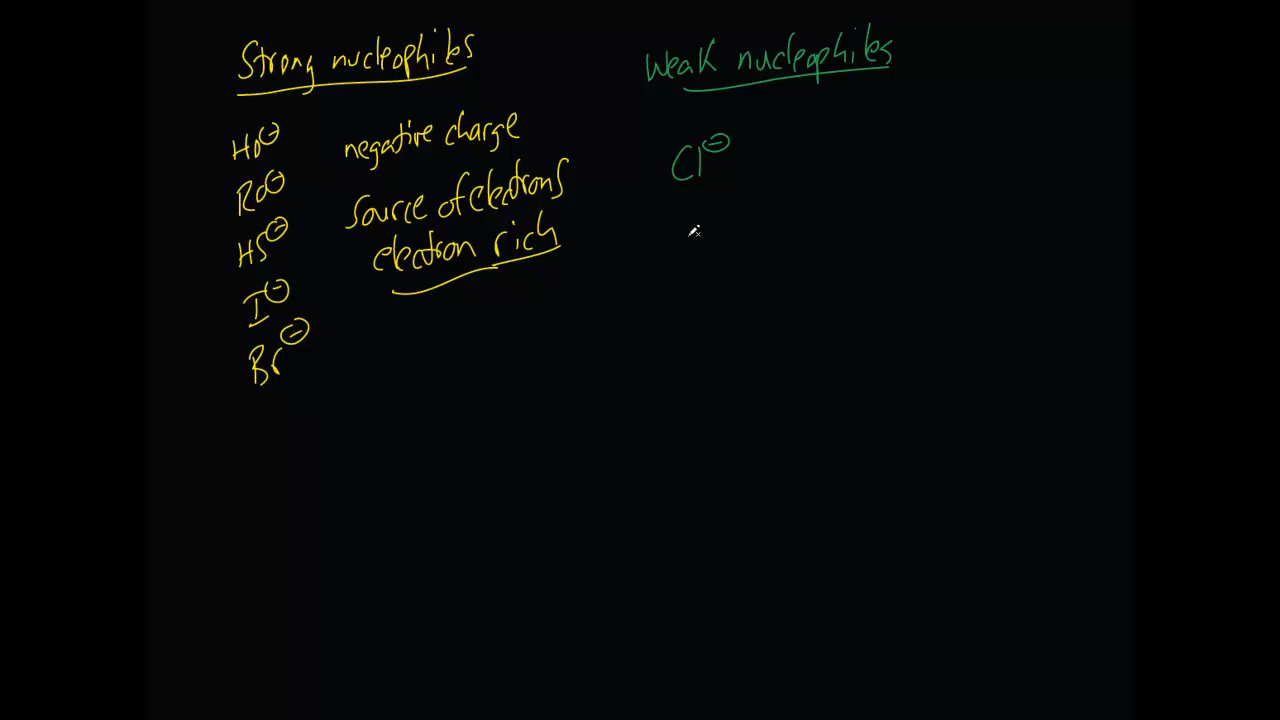 Strong nucleophiles
HO⊖
RO⊖
HS⊖
I⊖
Br⊖
negative charge
source of electrons
electron rich
Weak nucleophiles
Cl⊖